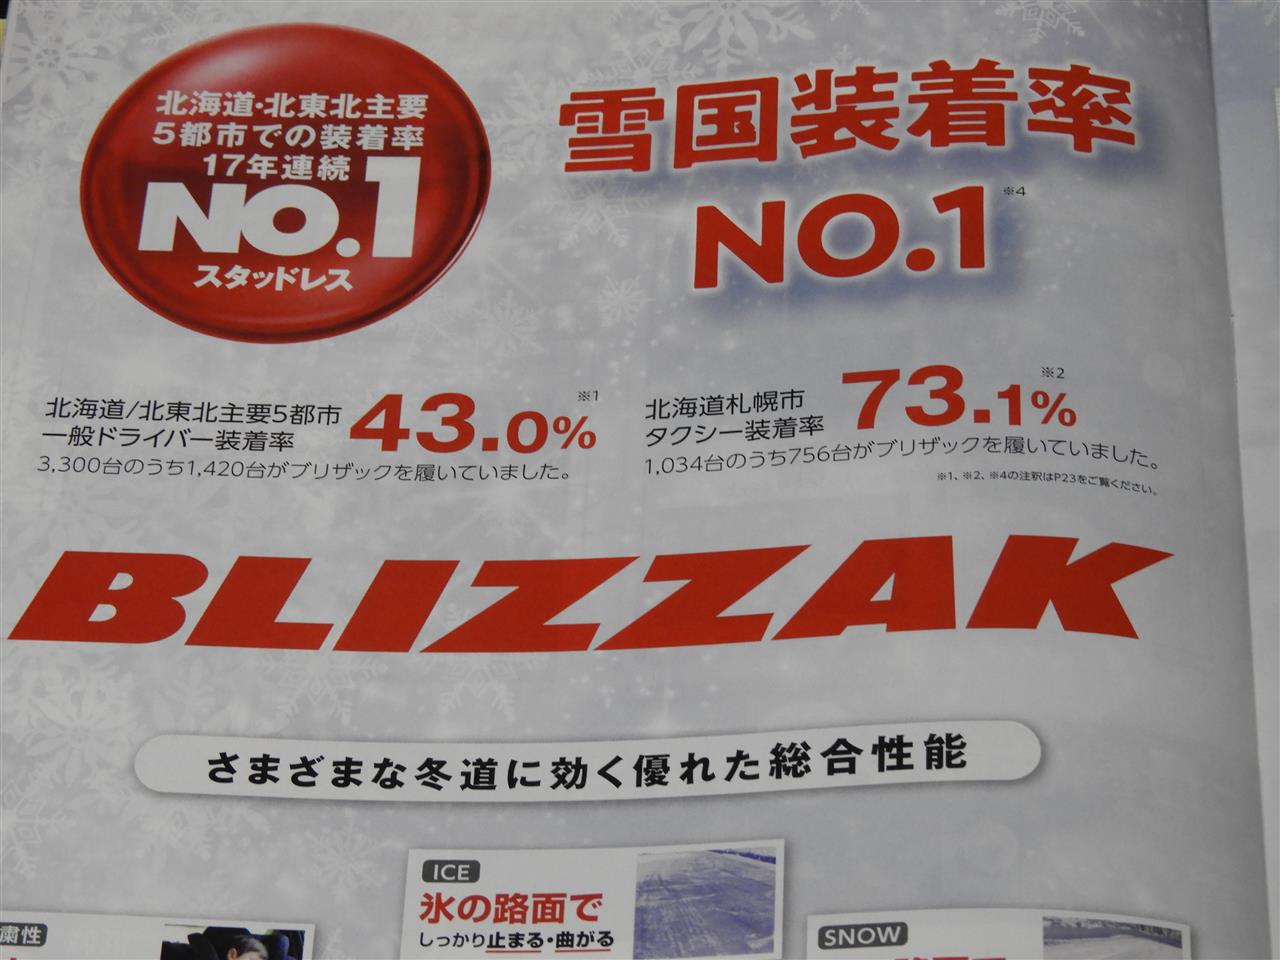 北海道・北東北主要
5都市での装着率
17年連続
NO.1
スタッドレス
雪国装着率
NO.1 ※4
北海道/北東北主要5都市
一般ドライバー装着率
43.0% ※1
3,300台のうち1,420台がブリザックを履いていました。
北海道札幌市
タクシー装着率
73.1% ※2
1,034台のうち756台がブリザックを履いていました。
※1、※2、※4の注釈はP23をご覧ください。
BLIZZAK
さまざまな冬道に効く優れた総合性能
ICE
氷の路面で
しっかり止まる・曲がる
粛性
SNOW